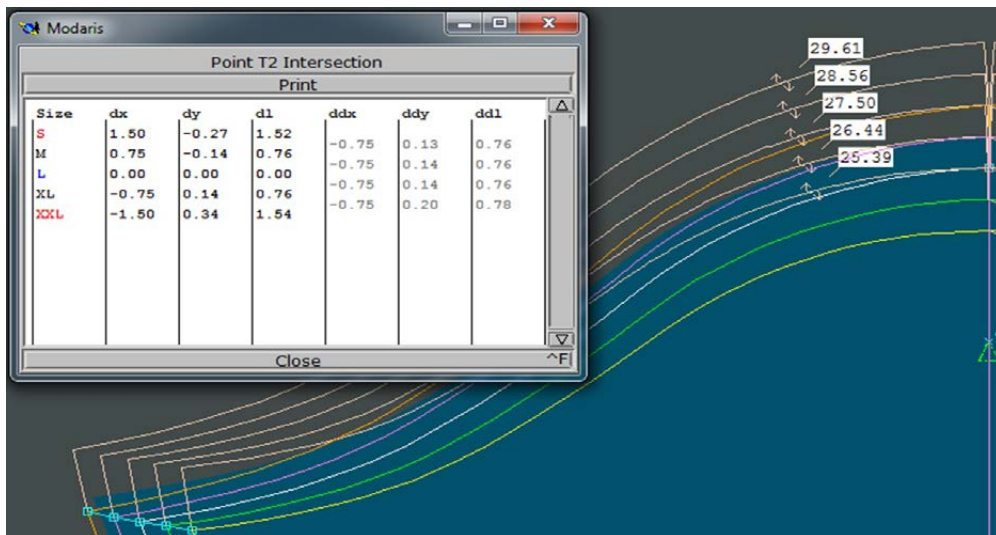 Modaris
Point T2 Intersection
Print
Size dx dy dl ddx ddy ddl
S 1.50 -0.27 1.52
-0.75 0.13 0.76
M 0.75 -0.14 0.76
-0.75 0.14 0.76
L 0.00 0.00 0.00
-0.75 0.14 0.76
XL -0.75 0.14 0.76
-0.75 0.20 0.78
XXL -1.50 0.34 1.54
Close ^F
29.61
28.56
27.50
26.44
25.39